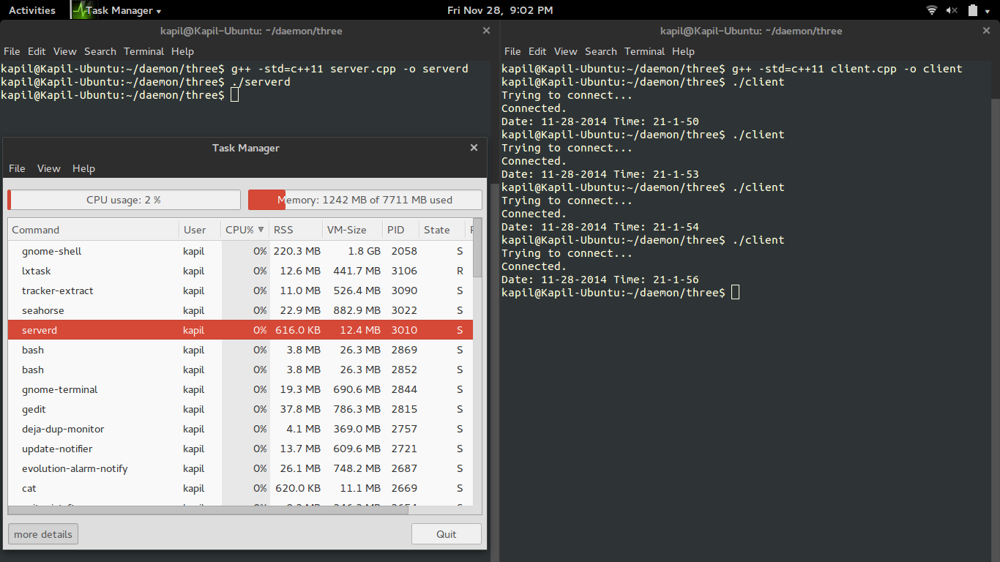 Activities Task Manager ▾ Fri Nov 28, 9:02 PM
kapil@Kapil-Ubuntu: ~/daemon/three
File Edit View Search Terminal Help
kapil@Kapil-Ubuntu:~/daemon/three$ g++ -std=c++11 server.cpp -o serverd
kapil@Kapil-Ubuntu:~/daemon/three$ ./serverd
kapil@Kapil-Ubuntu:~/daemon/three$
Task Manager
File View Help
CPU usage: 2 % Memory: 1242 MB of 7711 MB used
Command User CPU% ▼ RSS VM-Size PID State
gnome-shell kapil 0% 220.3 MB 1.8 GB 2058 S
lxtask kapil 0% 12.6 MB 441.7 MB 3106 R
tracker-extract kapil 0% 11.0 MB 526.4 MB 3090 S
seahorse kapil 0% 22.9 MB 882.9 MB 3022 S
serverd kapil 0% 616.0 KB 12.4 MB 3010 S
bash kapil 0% 3.8 MB 26.3 MB 2869 S
bash kapil 0% 3.8 MB 26.3 MB 2852 S
gnome-terminal kapil 0% 19.3 MB 690.6 MB 2844 S
gedit kapil 0% 37.8 MB 786.3 MB 2815 S
deja-dup-monitor kapil 0% 4.1 MB 369.0 MB 2757 S
update-notifier kapil 0% 13.7 MB 609.6 MB 2721 S
evolution-alarm-notify kapil 0% 26.1 MB 748.2 MB 2687 S
cat kapil 0% 620.0 KB 11.1 MB 2669 S
more details Quit
kapil@Kapil-Ubuntu: ~/daemon/three
File Edit View Search Terminal Help
kapil@Kapil-Ubuntu:~/daemon/three$ g++ -std=c++11 client.cpp -o client
kapil@Kapil-Ubuntu:~/daemon/three$ ./client
Trying to connect...
Connected.
Date: 11-28-2014 Time: 21-1-50
kapil@Kapil-Ubuntu:~/daemon/three$ ./client
Trying to connect...
Connected.
Date: 11-28-2014 Time: 21-1-53
kapil@Kapil-Ubuntu:~/daemon/three$ ./client
Trying to connect...
Connected.
Date: 11-28-2014 Time: 21-1-54
kapil@Kapil-Ubuntu:~/daemon/three$ ./client
Trying to connect...
Connected.
Date: 11-28-2014 Time: 21-1-56
kapil@Kapil-Ubuntu:~/daemon/three$